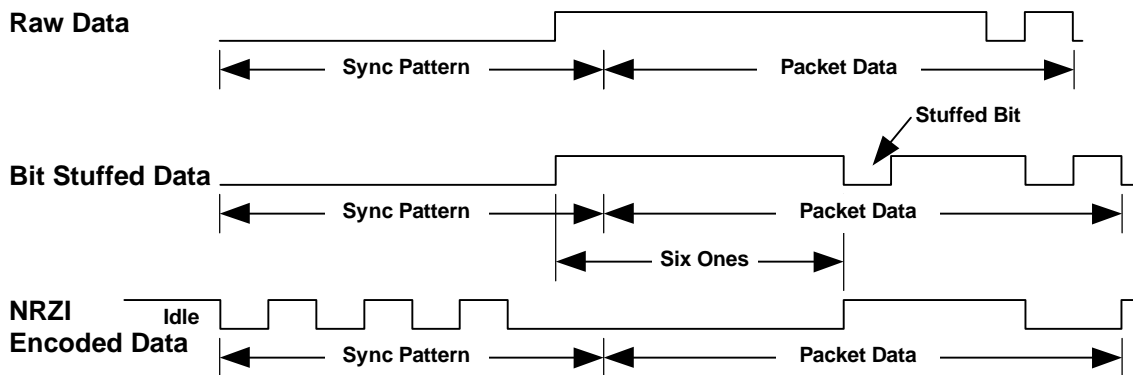 Raw Data
Sync Pattern
Packet Data
Stuffed Bit
Bit Stuffed Data
Sync Pattern
Packet Data
Six Ones
NRZI
Encoded Data
Idle
Sync Pattern
Packet Data